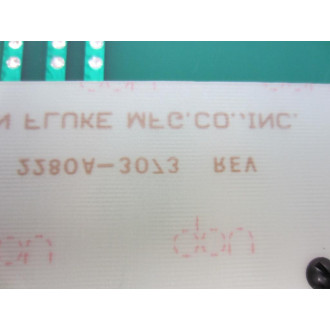 N FLUKE MFG.CO.,INC.
2280A-3073 REV